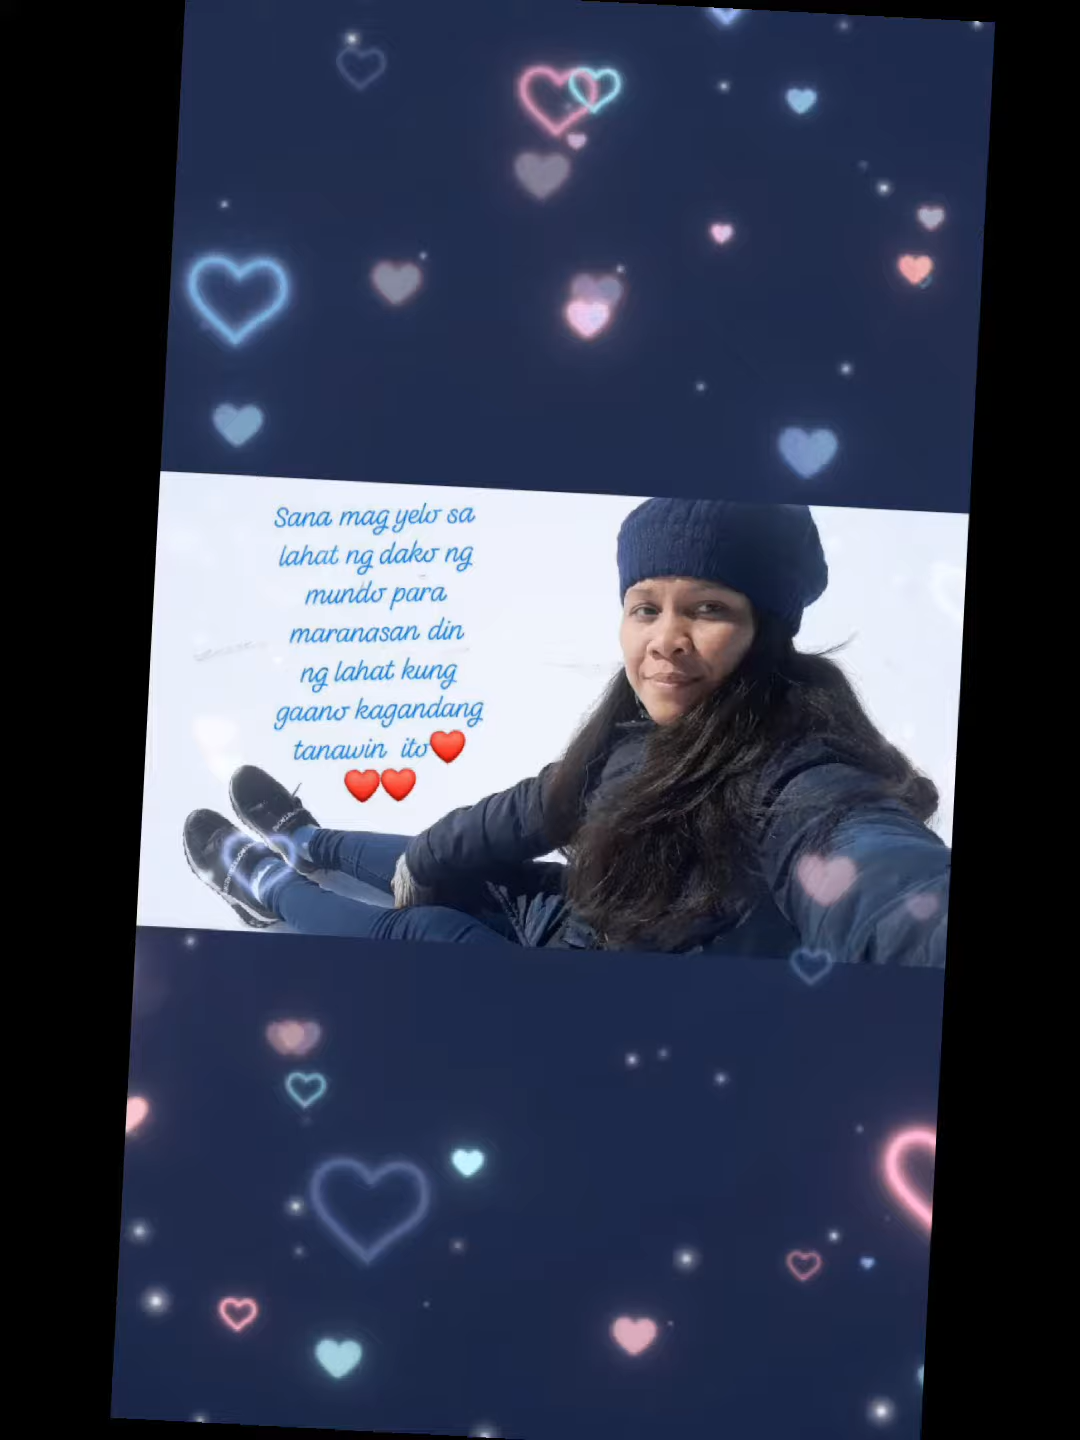 Sana mag yelo sa
lahat ng dako ng
mundo para
maranasan din
ng lahat kung
gaano kagandang
tanawin ito❤️
❤️❤️